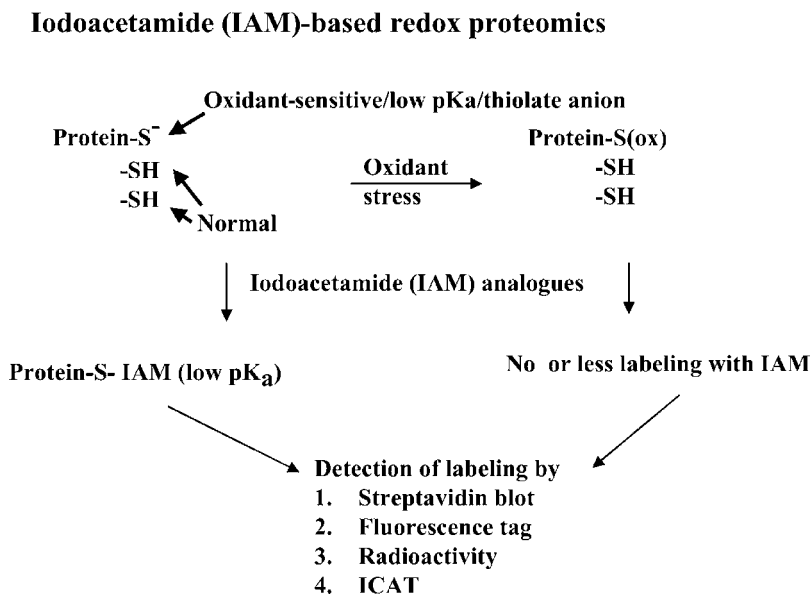 Iodoacetamide (IAM)-based redox proteomics
Oxidant-sensitive/low pKa/thiolate anion
Protein-S⁻
-SH
-SH
Normal
Oxidant
stress
Protein-S(ox)
-SH
-SH
Iodoacetamide (IAM) analogues
Protein-S- IAM (low pKa)
No or less labeling with IAM
Detection of labeling by
1. Streptavidin blot
2. Fluorescence tag
3. Radioactivity
4. ICAT